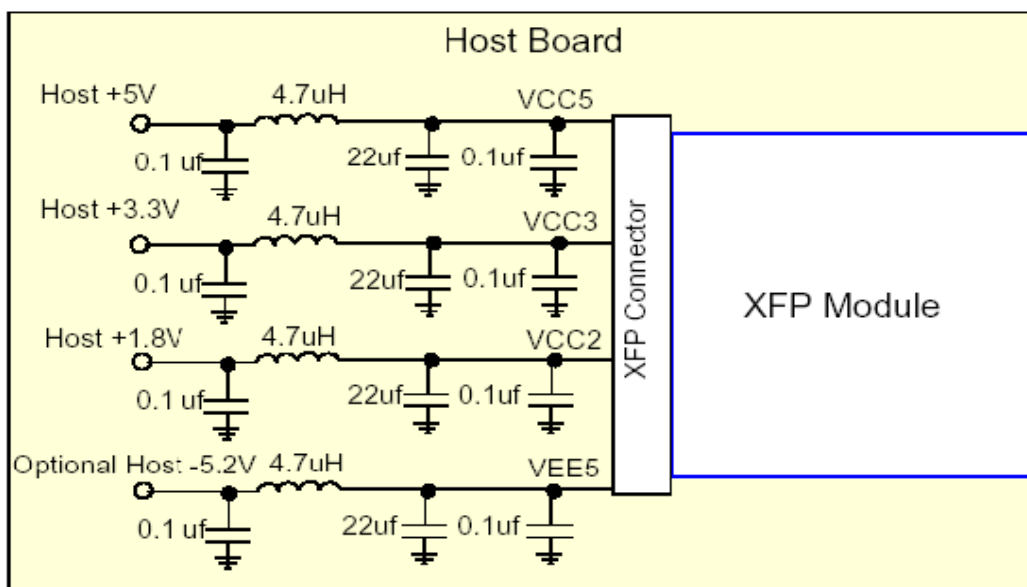 Host Board
Host +5V
4.7uH
VCC5
0.1 uf
22uf
0.1uf
Host +3.3V
4.7uH
VCC3
0.1 uf
22uf
0.1uf
Host +1.8V
4.7uH
VCC2
0.1 uf
22uf
0.1uf
Optional Host -5.2V
4.7uH
VEE5
0.1 uf
22uf
0.1uf
XFP Connector
XFP Module